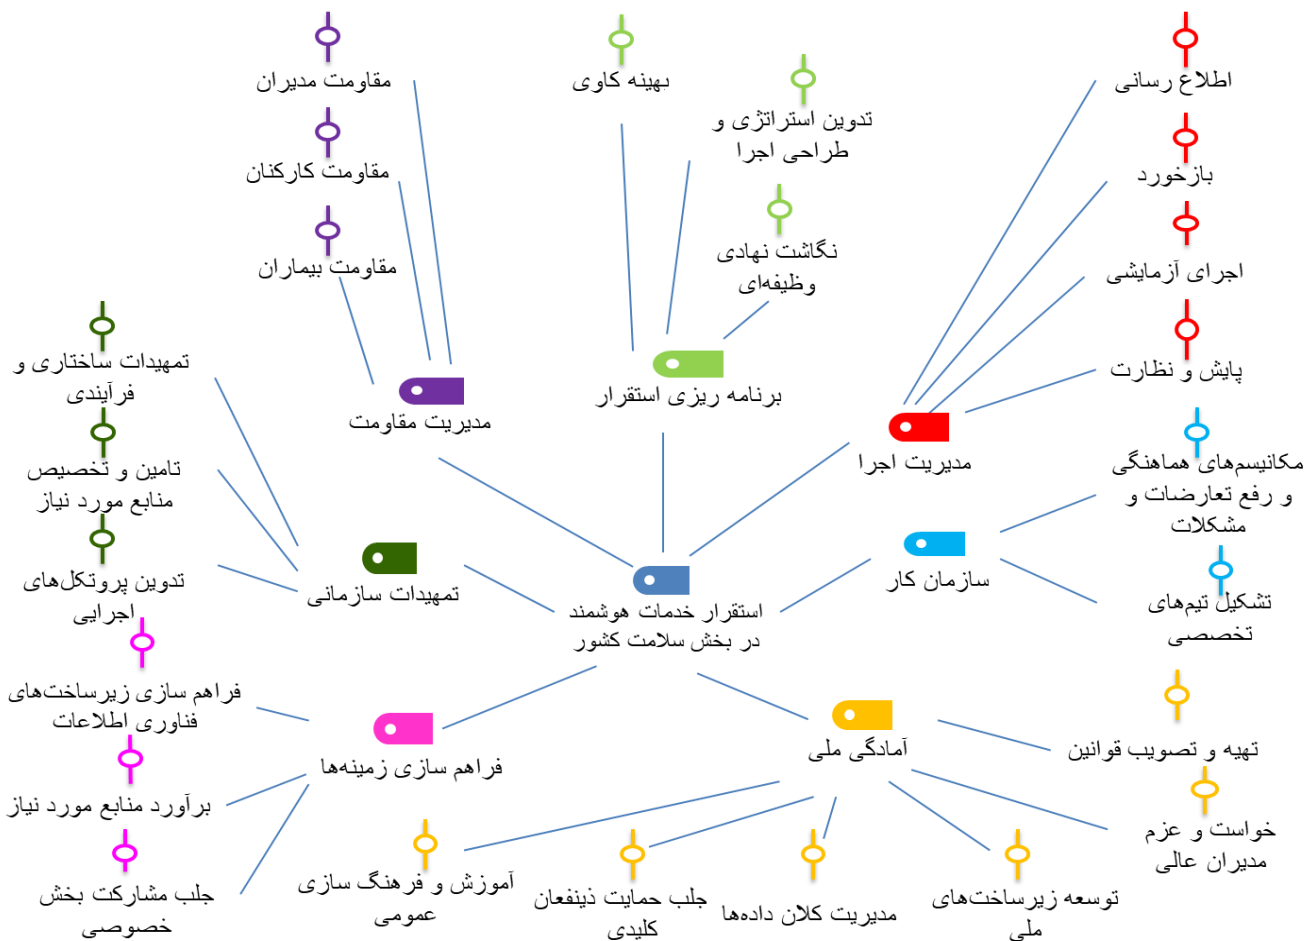 اطلاع رسانی
بازخورد
اجرای آزمایشی
پایش و نظارت
مدیریت اجرا
بهینه کاوی
تدوین استراتژی و
طراحی اجرا
نگاشت نهادی
وظیفه‌ای
برنامه ریزی استقرار
مقاومت مدیران
مقاومت کارکنان
مقاومت بیماران
مدیریت مقاومت
مکانیسم‌های هماهنگی
و رفع تعارضات و
مشکلات
تشکیل تیم‌های
تخصصی
سازمان کار
استقرار خدمات هوشمند
در بخش سلامت کشور
تمهیدات ساختاری و
فرآیندی
تامین و تخصیص
منابع مورد نیاز
تدوین پروتکل‌های
اجرایی
تمهیدات سازمانی
آمادگی ملی
تهیه و تصویب قوانین
خواست و عزم
مدیران عالی
توسعه زیرساخت‌های
ملی
مدیریت کلان داده‌ها
جلب حمایت ذینفعان
کلیدی
آموزش و فرهنگ سازی
عمومی
فراهم سازی زمینه‌ها
فراهم سازی زیرساخت‌های
فناوری اطلاعات
برآورد منابع مورد نیاز
جلب مشارکت بخش
خصوصی